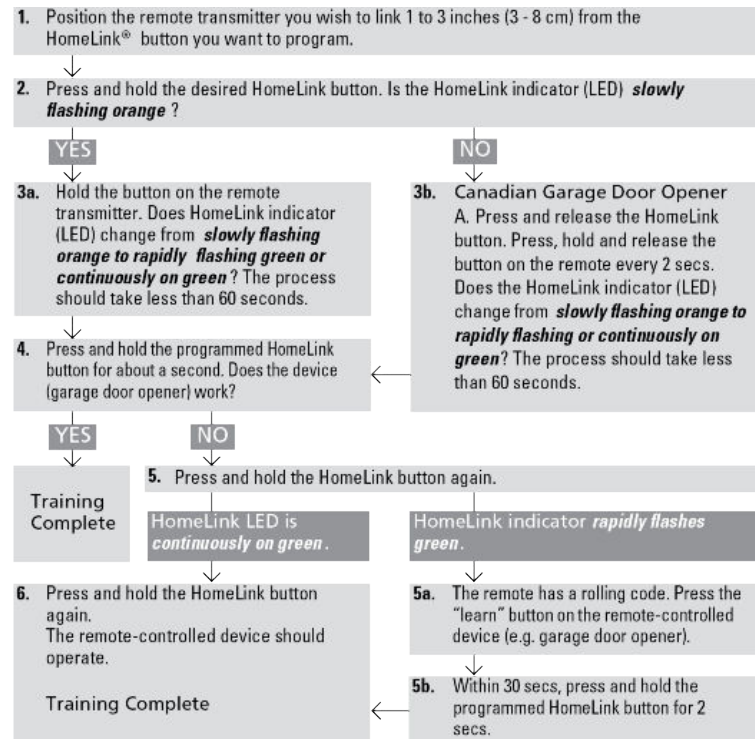 1. Position the remote transmitter you wish to link 1 to 3 inches (3 - 8 cm) from the
HomeLink® button you want to program.
2. Press and hold the desired HomeLink button. Is the HomeLink indicator (LED) slowly
flashing orange ?
YES
NO
3a. Hold the button on the remote
transmitter. Does HomeLink indicator
(LED) change from slowly flashing
orange to rapidly flashing green or
continuously on green ? The process
should take less than 60 seconds.
3b. Canadian Garage Door Opener
A. Press and release the HomeLink
button. Press, hold and release the
button on the remote every 2 secs.
Does the HomeLink indicator (LED)
change from slowly flashing orange to
rapidly flashing or continuously on
green? The process should take less
than 60 seconds.
4. Press and hold the programmed HomeLink
button for about a second. Does the device
(garage door opener) work?
YES
NO
Training
Complete
5. Press and hold the HomeLink button again.
HomeLink LED is
continuously on green .
HomeLink indicator rapidly flashes
green .
6. Press and hold the HomeLink button
again.
The remote-controlled device should
operate.
Training Complete
5a. The remote has a rolling code. Press the
“learn” button on the remote-controlled
device (e.g. garage door opener).
5b. Within 30 secs, press and hold the
programmed HomeLink button for 2
secs.